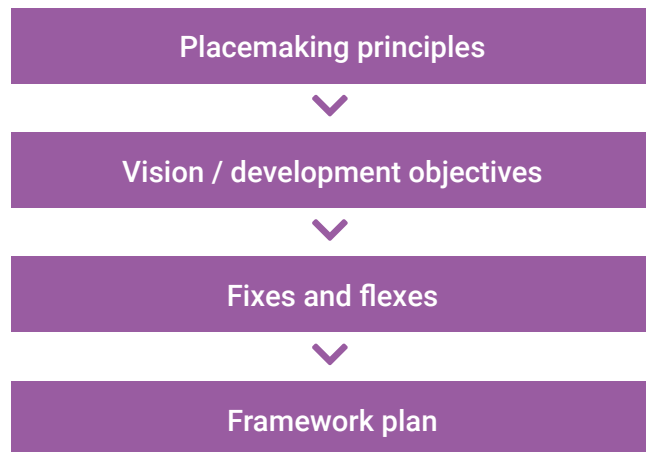 Placemaking principles
Vision / development objectives
Fixes and flexes
Framework plan